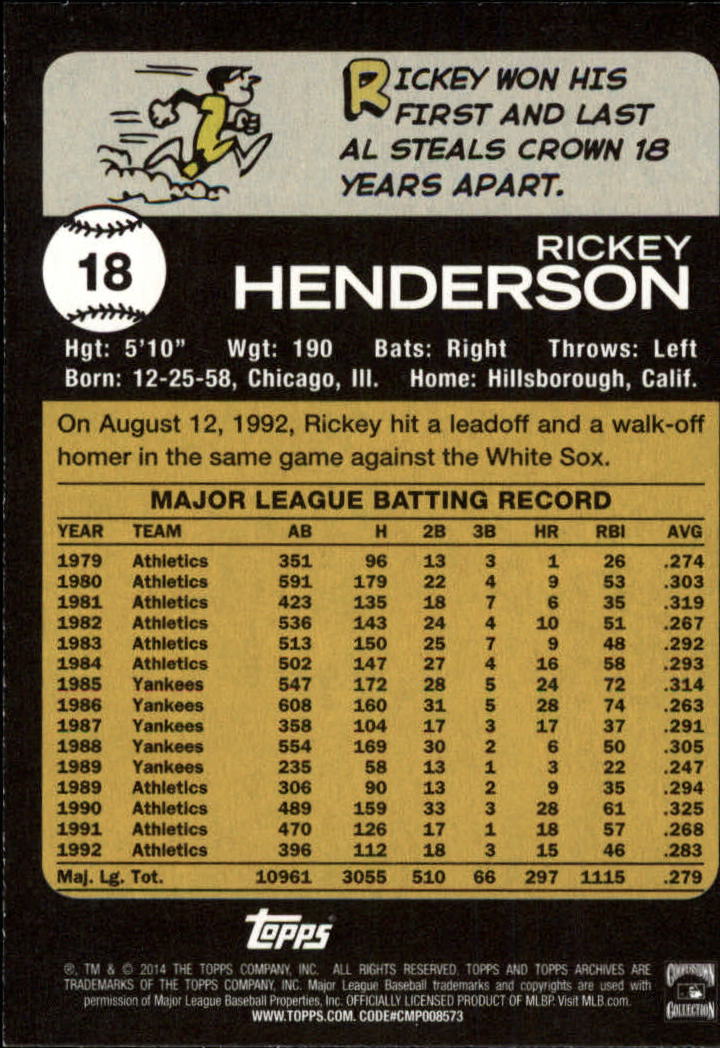 RICKEY WON HIS
FIRST AND LAST
AL STEALS CROWN 18
YEARS APART.
18
RICKEY
HENDERSON
Hgt: 5'10" Wgt: 190 Bats: Right Throws: Left
Born: 12-25-58, Chicago, Ill. Home: Hillsborough, Calif.
On August 12, 1992, Rickey hit a leadoff and a walk-off
homer in the same game against the White Sox.
MAJOR LEAGUE BATTING RECORD
YEAR TEAM AB H 2B 3B HR RBI AVG
1979 Athletics 351 96 13 3 1 26 .274
1980 Athletics 591 179 22 4 9 53 .303
1981 Athletics 423 135 18 7 6 35 .319
1982 Athletics 536 143 24 4 10 51 .267
1983 Athletics 513 150 25 7 9 48 .292
1984 Athletics 502 147 27 4 16 58 .293
1985 Yankees 547 172 28 5 24 72 .314
1986 Yankees 608 160 31 5 28 74 .263
1987 Yankees 358 104 17 3 17 37 .291
1988 Yankees 554 169 30 2 6 50 .305
1989 Yankees 235 58 13 1 3 22 .247
1989 Athletics 306 90 13 2 9 35 .294
1990 Athletics 489 159 33 3 28 61 .325
1991 Athletics 470 126 17 1 18 57 .268
1992 Athletics 396 112 18 3 15 46 .283
Maj. Lg. Tot. 10961 3055 510 66 297 1115 .279
Topps
®, TM & © 2014 THE TOPPS COMPANY, INC. ALL RIGHTS RESERVED. TOPPS AND TOPPS ARCHIVES ARE
TRADEMARKS OF THE TOPPS COMPANY, INC. Major League Baseball trademarks and copyrights are used with
permission of Major League Baseball Properties, Inc. OFFICIALLY LICENSED PRODUCT OF MLBP. Visit MLB.com.
WWW.TOPPS.COM. CODE#CMP008573
COOPERSTOWN
COLLECTION